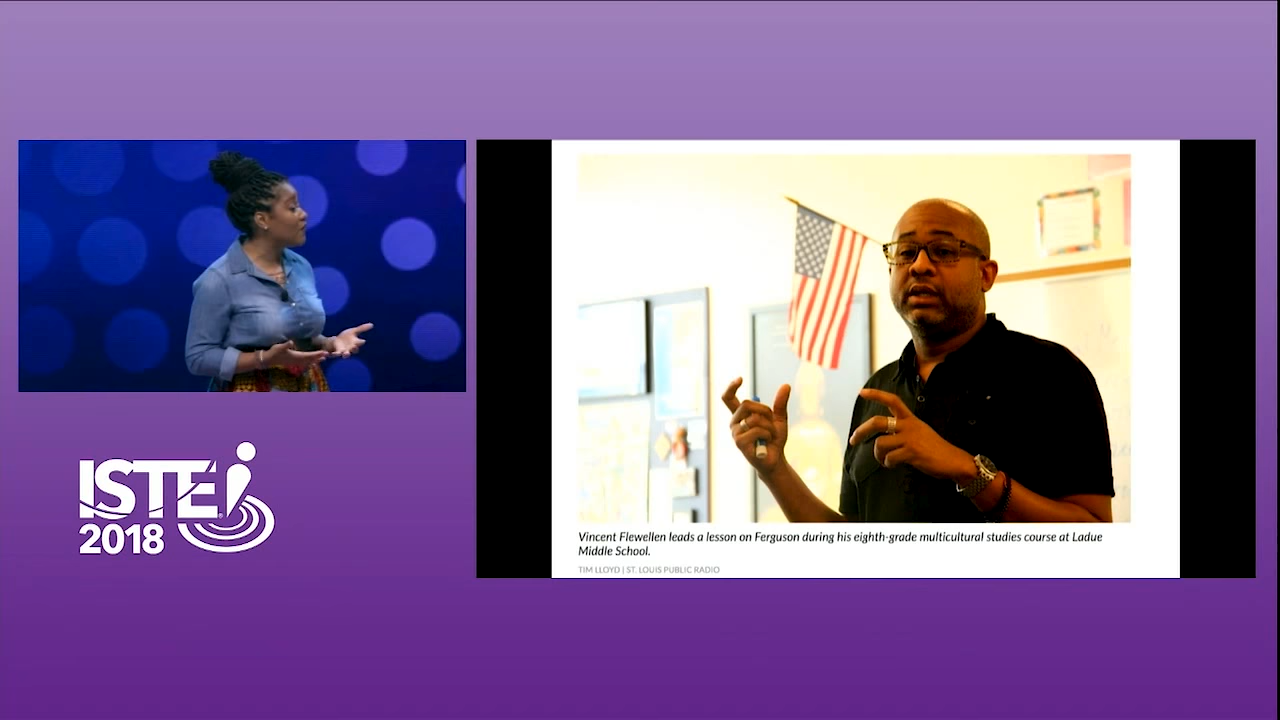 ISTE
2018
Vincent Flewellen leads a lesson on Ferguson during his eighth-grade multicultural studies course at Ladue
Middle School.
TIM LLOYD | ST. LOUIS PUBLIC RADIO